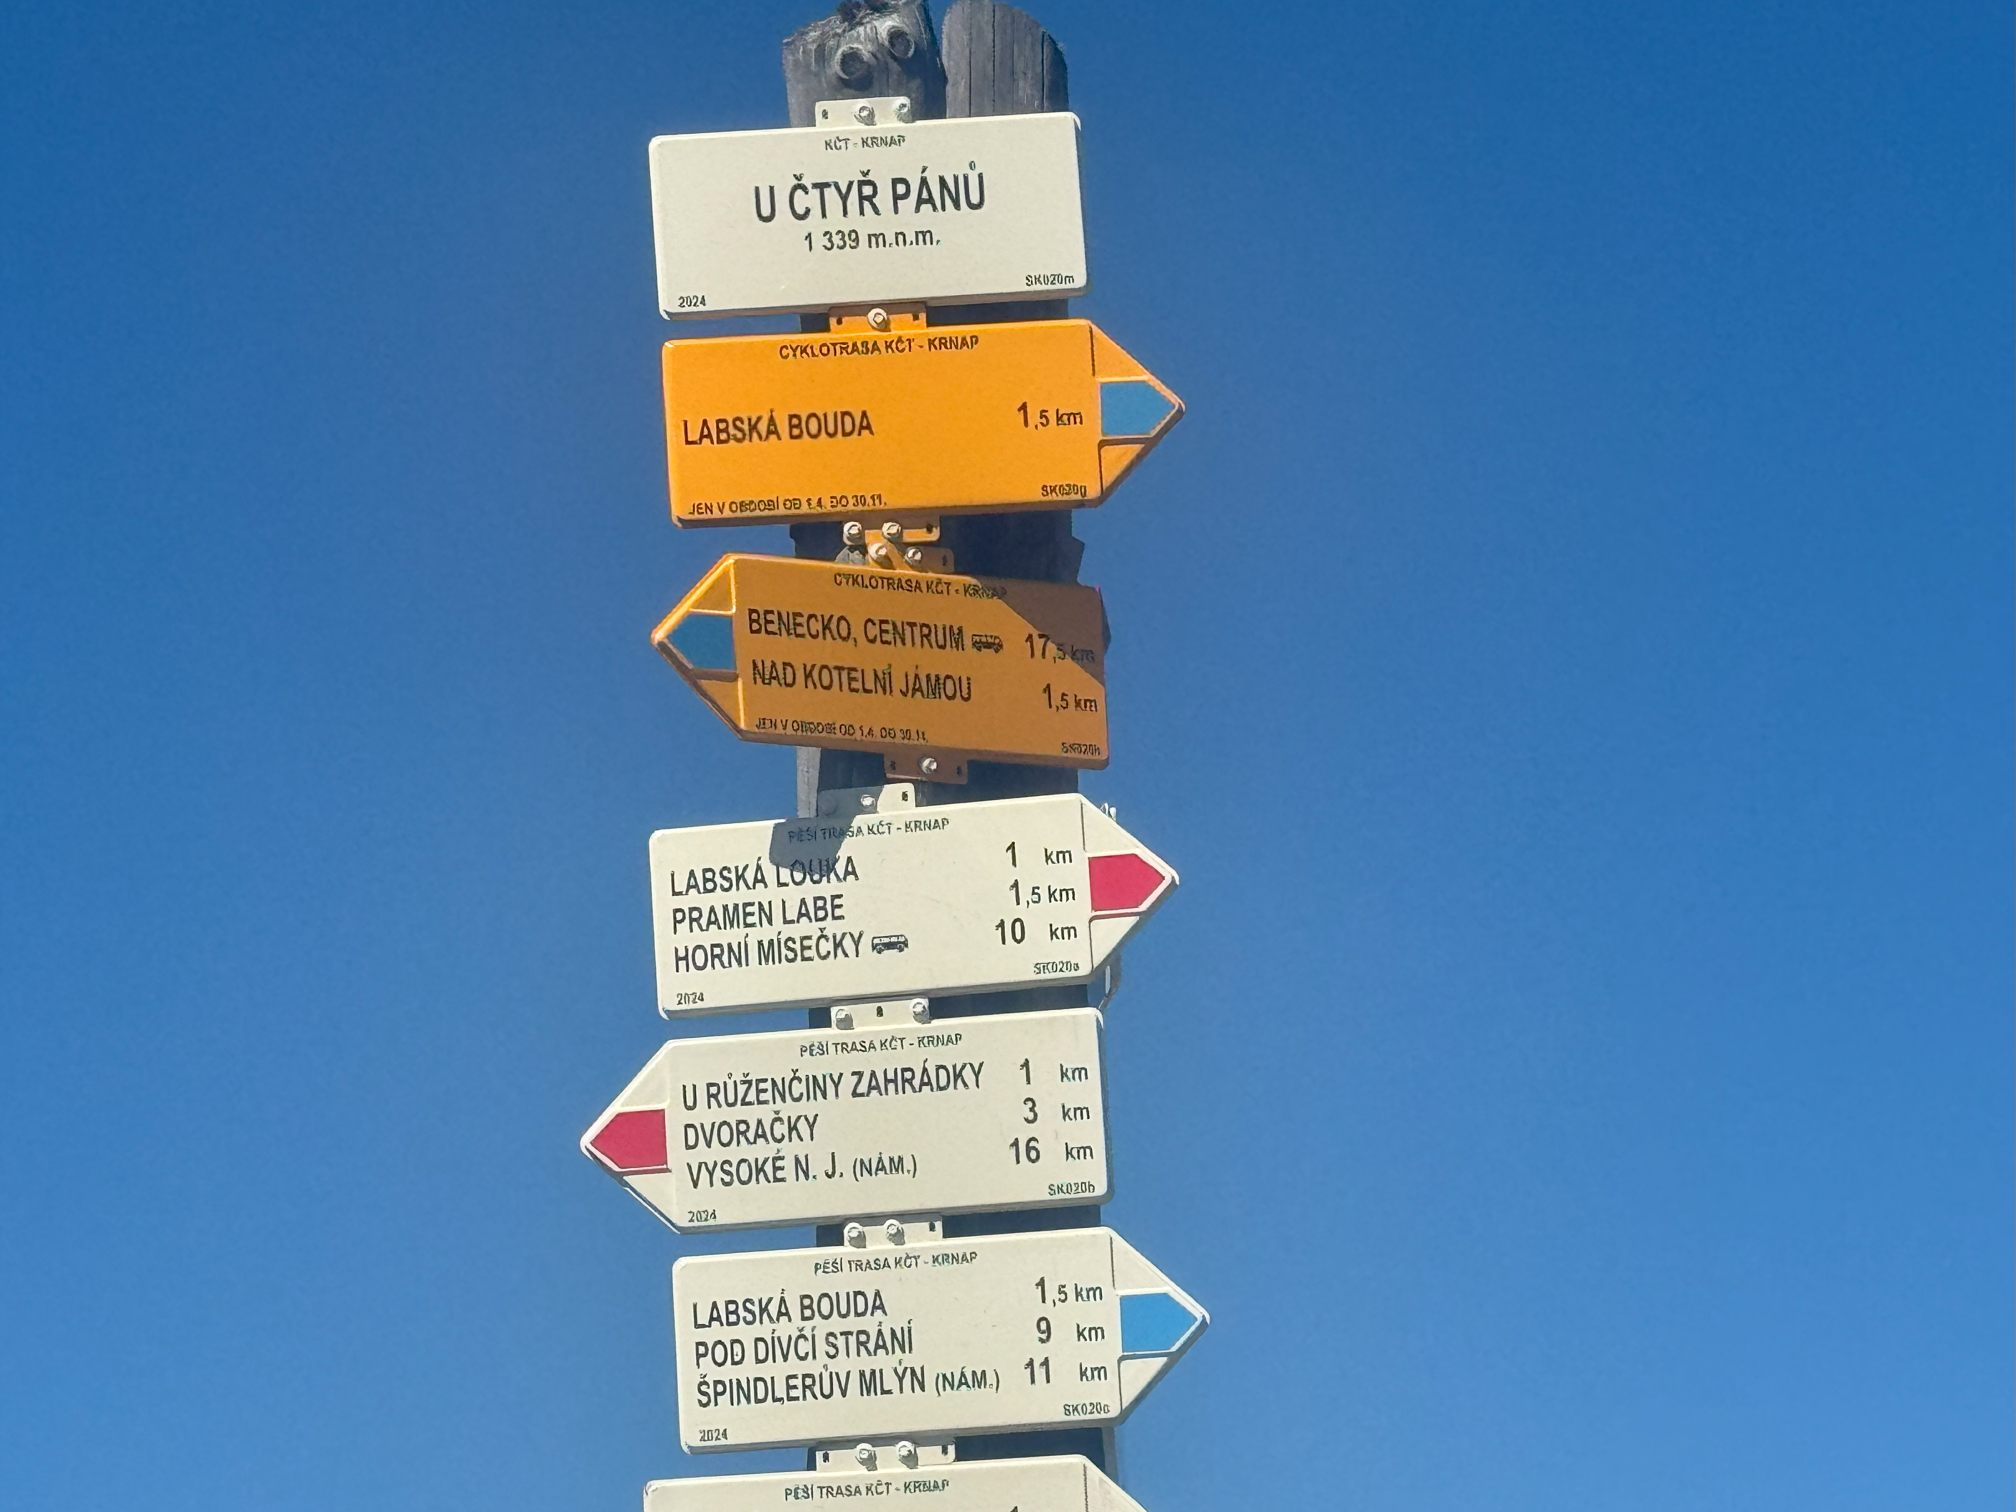 KČT - KRNAP
U ČTYŘ PÁNŮ
1 339 m.n.m.
2024 SK020m
CYKLOTRASA KČT - KRNAP
LABSKÁ BOUDA 1,5 km
JEN V OBDOBÍ OD 1.4. DO 30.11. SK020g
CYKLOTRASA KČT - KRNAP
BENECKO, CENTRUM 17,5 km
NAD KOTELNÍ JÁMOU 1,5 km
JEN V OBDOBÍ OD 1.4. DO 30.11. SK020h
PĚŠÍ TRASA KČT - KRNAP
LABSKÁ LOUKA 1 km
PRAMEN LABE 1,5 km
HORNÍ MÍSEČKY 10 km
2024 SK020a
PĚŠÍ TRASA KČT - KRNAP
U RŮŽENČINY ZAHRÁDKY 1 km
DVORAČKY 3 km
VYSOKÉ N. J. (NÁM.) 16 km
2024 SK020b
PĚŠÍ TRASA KČT - KRNAP
LABSKÁ BOUDA 1,5 km
POD DÍVČÍ STRÁNÍ 9 km
ŠPINDLERŮV MLÝN (NÁM.) 11 km
2024 SK020c
PĚŠÍ TRASA KČT - KRNAP